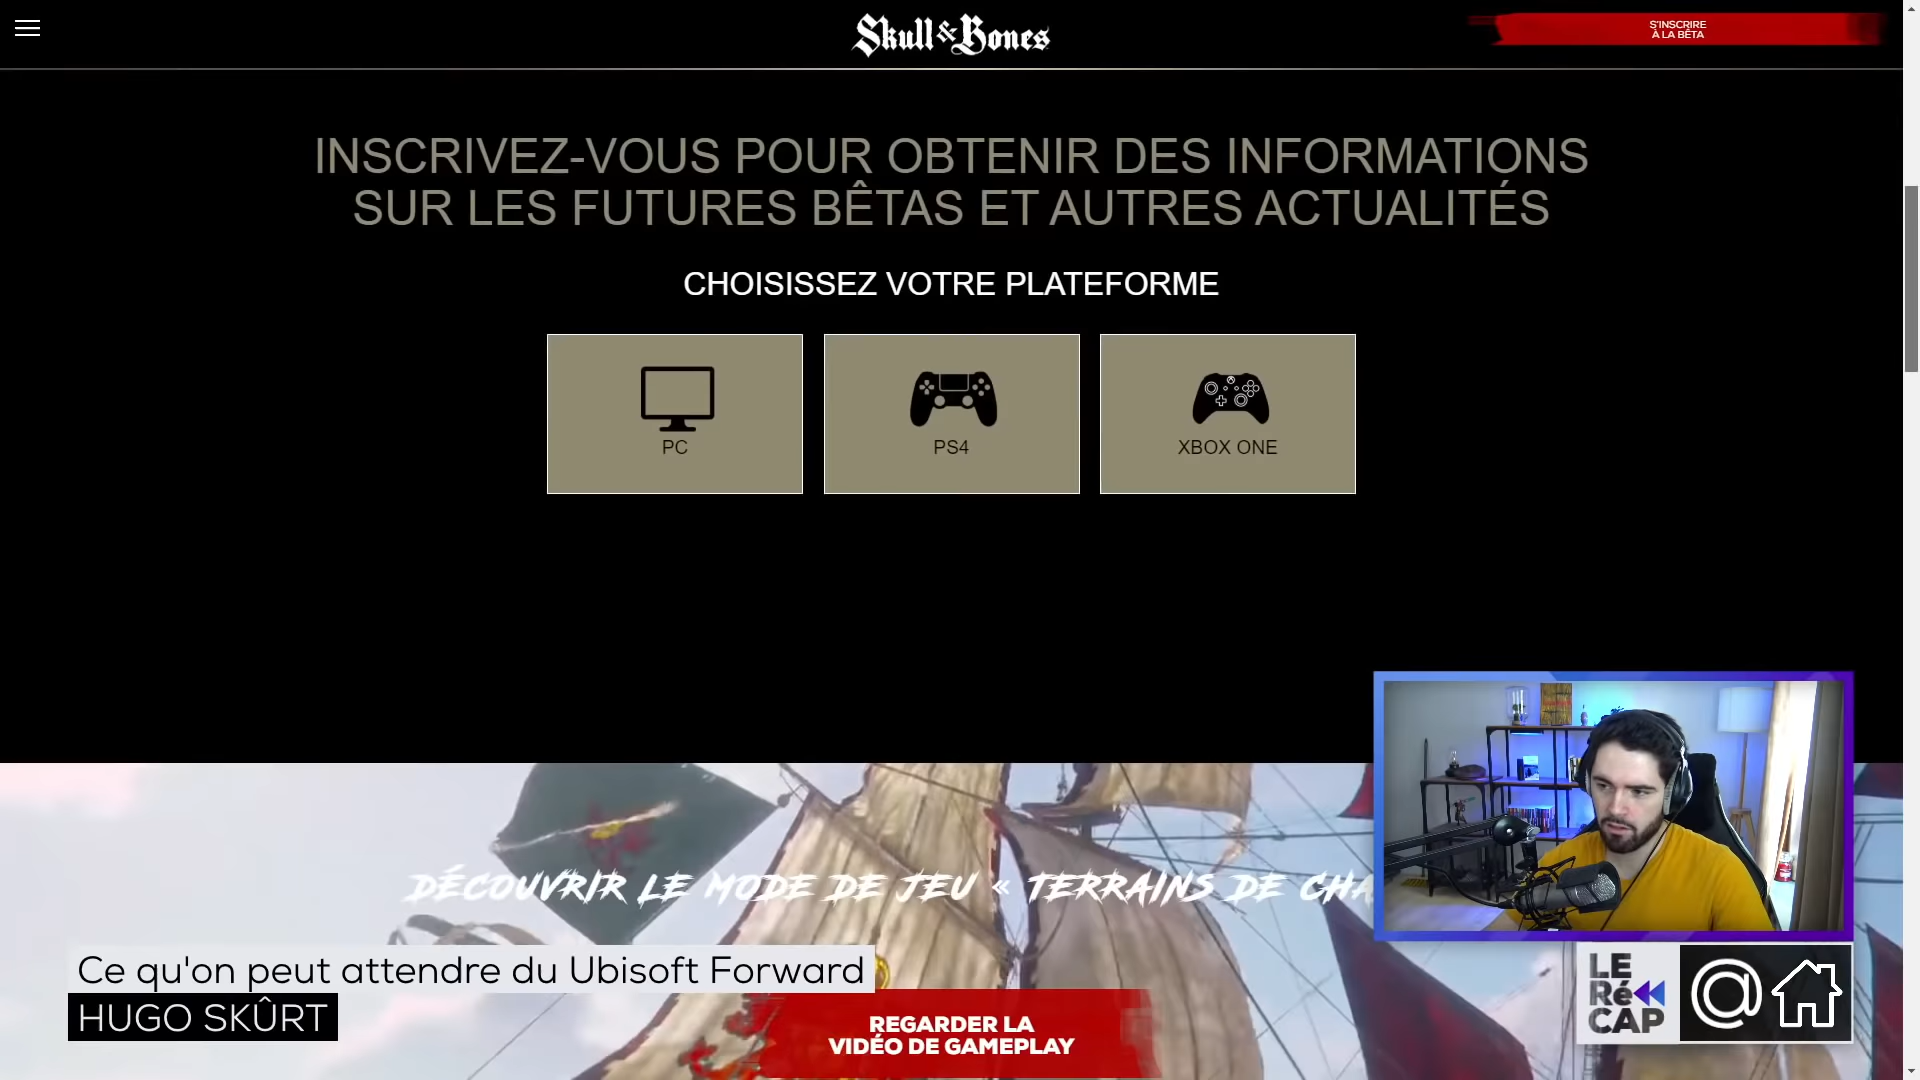 Skull & Bones
S'INSCRIRE
À LA BÊTA
INSCRIVEZ-VOUS POUR OBTENIR DES INFORMATIONS
SUR LES FUTURES BÊTAS ET AUTRES ACTUALITÉS
CHOISISSEZ VOTRE PLATEFORME
PC
PS4
XBOX ONE
DÉCOUVRIR LE MODE DE JEU « TERRAINS DE CHA
Ce qu'on peut attendre du Ubisoft Forward
HUGO SKÛRT
REGARDER LA
VIDÉO DE GAMEPLAY
LE
Ré
CAP
@